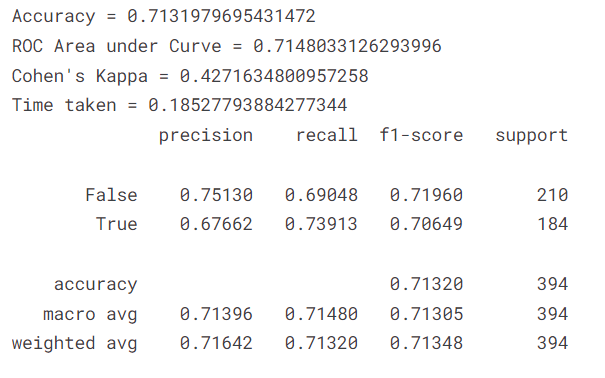 Accuracy = 0.7131979695431472
ROC Area under Curve = 0.7148033126293996
Cohen's Kappa = 0.4271634800957258
Time taken = 0.18527793884277344
precision recall f1-score support
False 0.75130 0.69048 0.71960 210
True 0.67662 0.73913 0.70649 184
accuracy 0.71320 394
macro avg 0.71396 0.71480 0.71305 394
weighted avg 0.71642 0.71320 0.71348 394